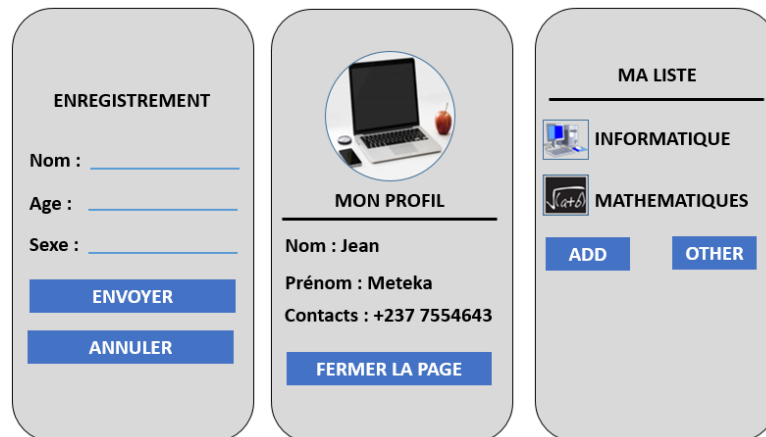 ENREGISTREMENT
Nom :
Age :
Sexe :
ENVOYER
ANNULER
MON PROFIL
Nom : Jean
Prénom : Meteka
Contacts : +237 7554643
FERMER LA PAGE
MA LISTE
INFORMATIQUE
√(a+b) MATHEMATIQUES
ADD OTHER